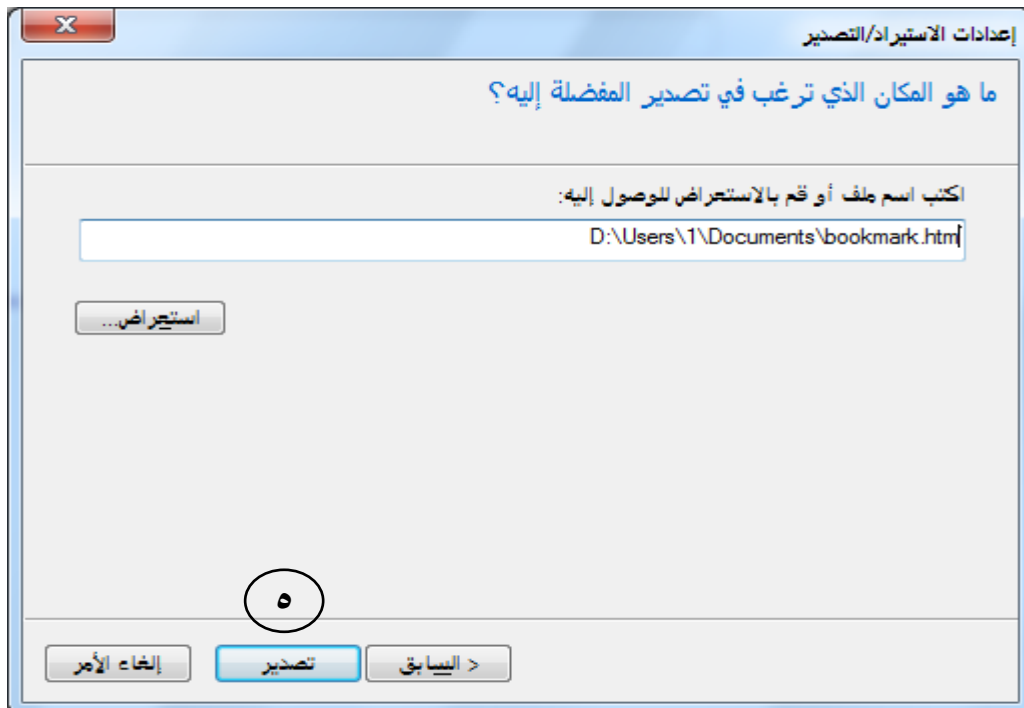 إعدادات الاستيراد/التصدير
ما هو المكان الذي ترغب في تصدير المفضلة إليه؟
اكتب اسم ملف أو قم بالاستعراض للوصول إليه:
D:\Users\1\Documents\bookmark.htm
استعراض...
٥
< السابق
تصدير
إلغاء الأمر